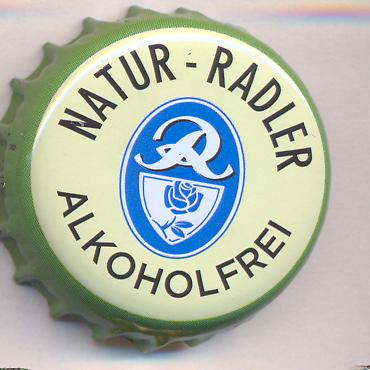 NATUR - RADLER
R
ALKOHOLFREI